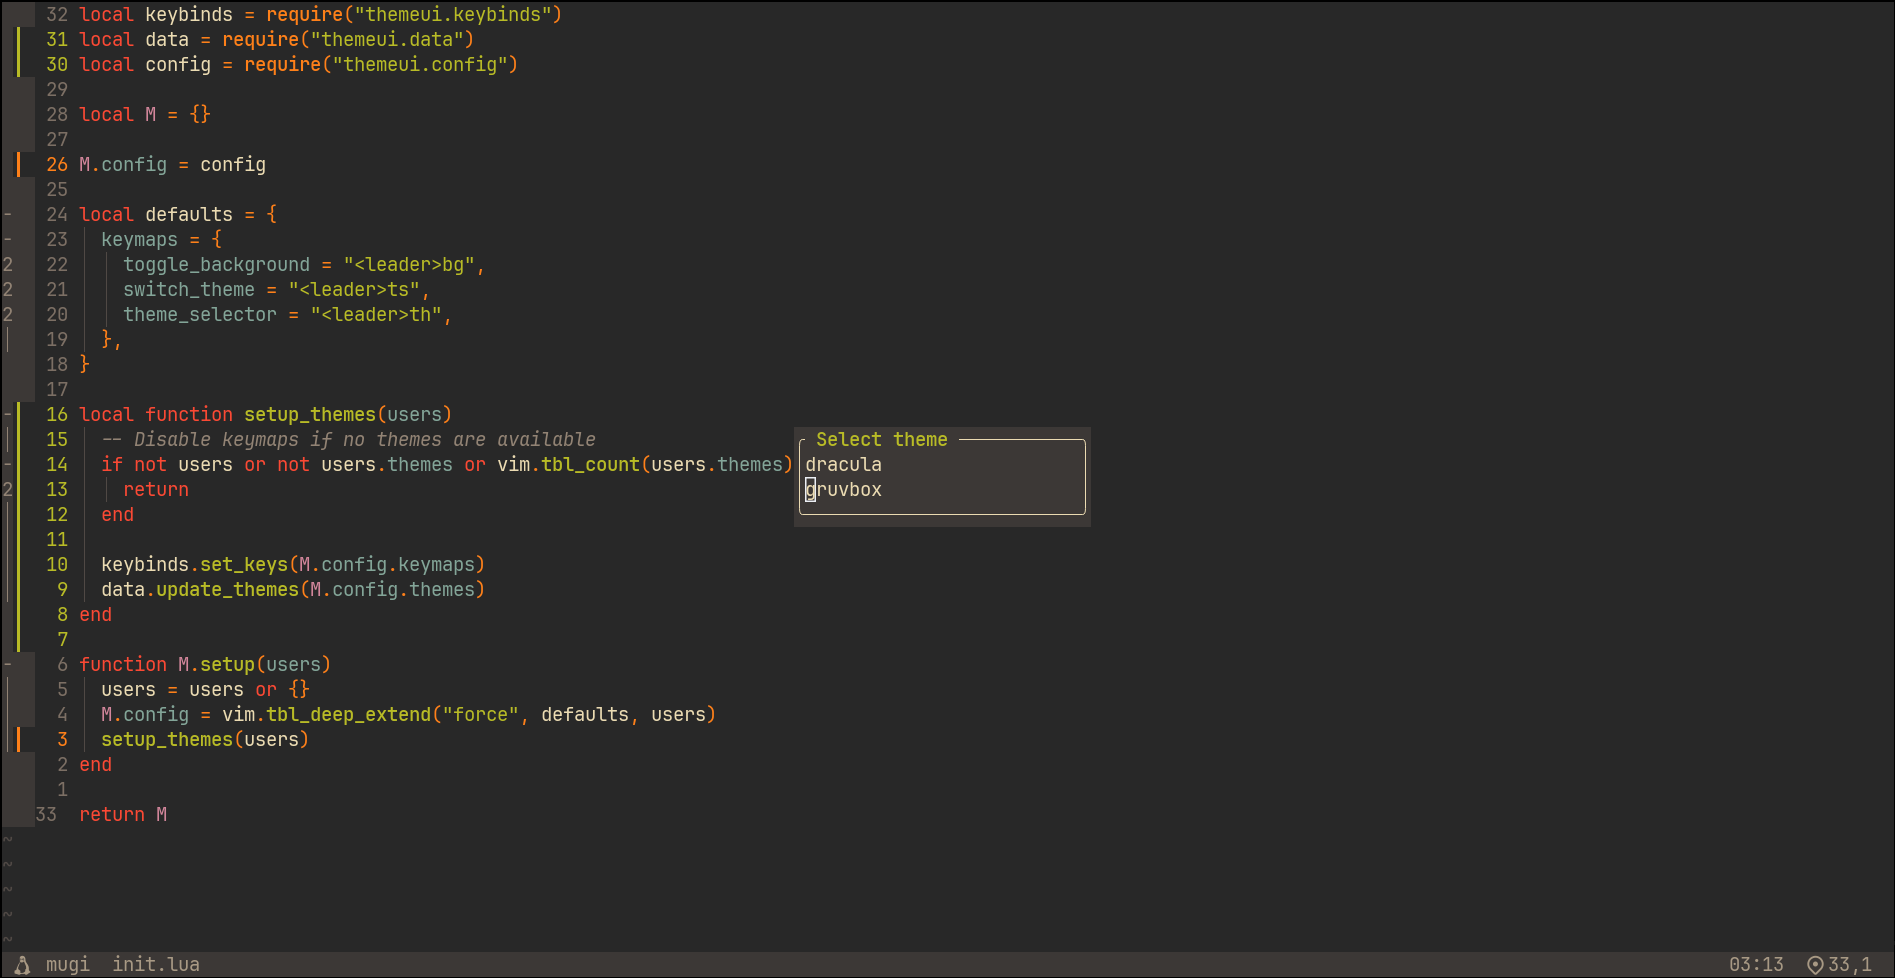 32 local keybinds = require("themeui.keybinds")
31 local data = require("themeui.data")
30 local config = require("themeui.config")
29
28 local M = {}
27
26 M.config = config
25
- 24 local defaults = {
- 23   keymaps = {
2 22     toggle_background = "<leader>bg",
2 21     switch_theme = "<leader>ts",
2 20     theme_selector = "<leader>th",
19   },
18 }
17
- 16 local function setup_themes(users)
15   -- Disable keymaps if no themes are available
- 14   if not users or not users.themes or vim.tbl_count(users.themes)
2 13     return
12   end
11
10   keybinds.set_keys(M.config.keymaps)
9   data.update_themes(M.config.themes)
8 end
7
- 6 function M.setup(users)
5   users = users or {}
4   M.config = vim.tbl_deep_extend("force", defaults, users)
3   setup_themes(users)
2 end
1
33 return M
~
~
~
~
~
Select theme
dracula
gruvbox
mugi init.lua 03:13 33,1